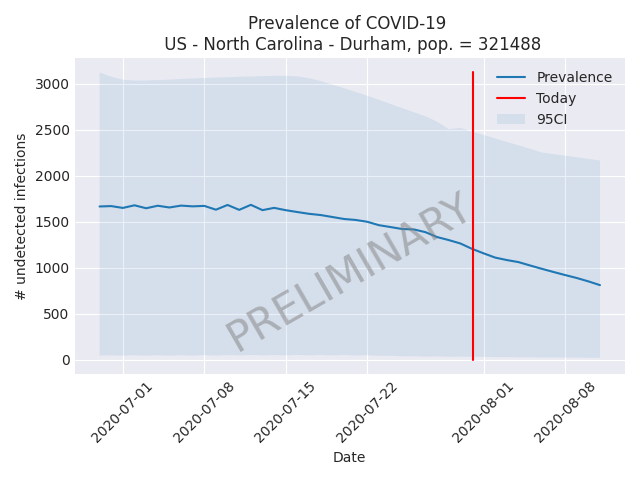 Prevalence of COVID-19
US - North Carolina - Durham, pop. = 321488
Prevalence
Today
95CI
3000
2500
2000
1500
1000
500
0
# undetected infections
PRELIMINARY
2020-07-01
2020-07-08
2020-07-15
2020-07-22
2020-08-01
2020-08-08
Date